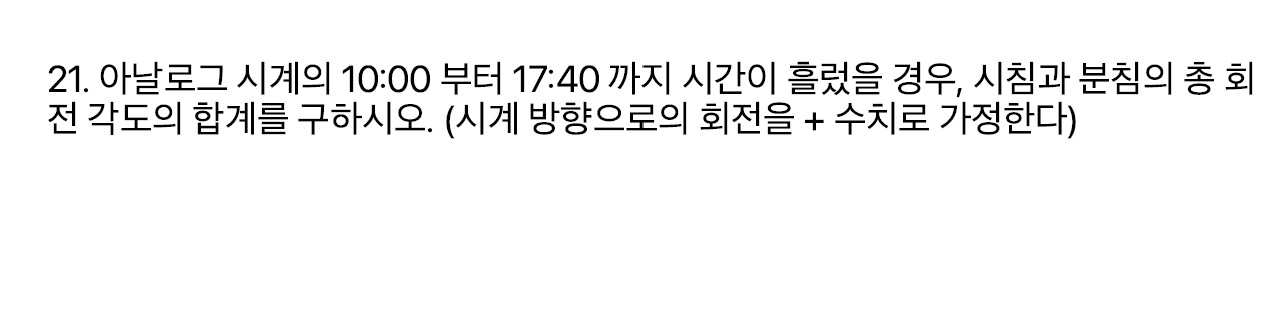 21. 아날로그 시계의 10:00 부터 17:40 까지 시간이 흘렀을 경우, 시침과 분침의 총 회
전 각도의 합계를 구하시오. (시계 방향으로의 회전을 + 수치로 가정한다)